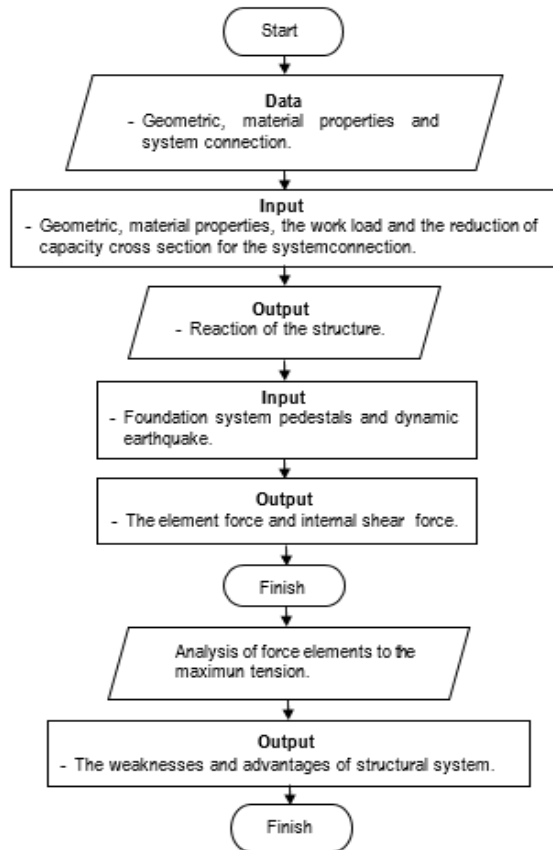 Start
Data
- Geometric, material properties and
system connection.
Input
- Geometric, material properties, the work load and the reduction of
capacity cross section for the systemconnection.
Output
- Reaction of the structure.
Input
- Foundation system pedestals and dynamic
earthquake.
Output
- The element force and internal shear force.
Finish
Analysis of force elements to the
maximun tension.
Output
- The weaknesses and advantages of structural system.
Finish